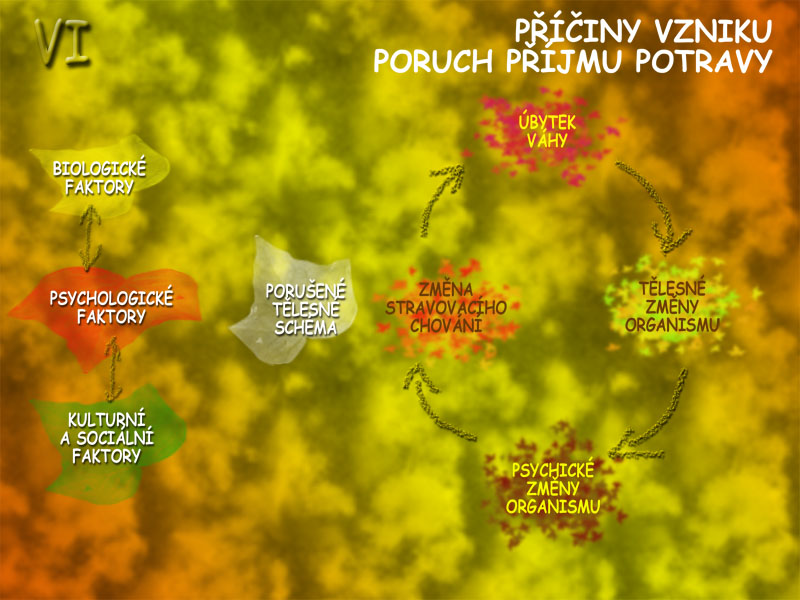 VI
PŘÍČINY VZNIKU
PORUCH PŘÍJMU POTRAVY
BIOLOGICKÉ
FAKTORY
PSYCHOLOGICKÉ
FAKTORY
KULTURNÍ
A SOCIÁLNÍ
FAKTORY
PORUŠENÉ
TĚLESNÉ
SCHÉMA
ZMĚNA
STRAVOVACÍHO
CHOVÁNÍ
ÚBYTEK
VÁHY
TĚLESNÉ
ZMĚNY
ORGANISMU
PSYCHICKÉ
ZMĚNY
ORGANISMU